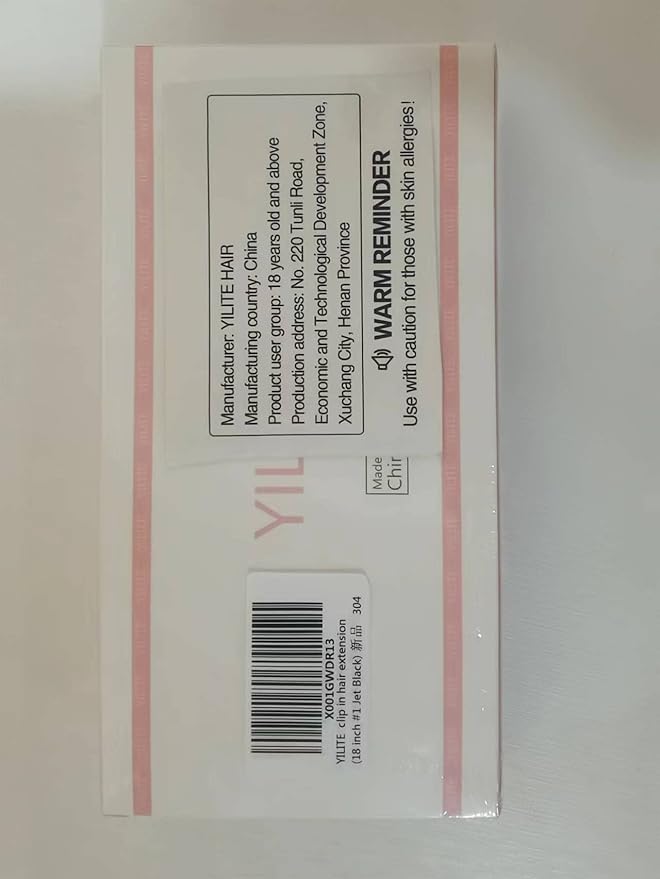 Manufacturer: YILITE HAIR
Manufacturing country: China
Product user group: 18 years old and above
Production address: No. 220 Tunli Road,
Economic and Technological Development Zone,
Xuchang City, Henan Province
WARM REMINDER
Use with caution for those with skin allergies!
YIL
Made
Chin
X001GWDR13
YILITE clip in hair extension
(18 inch #1 Jet Black) 新品 304